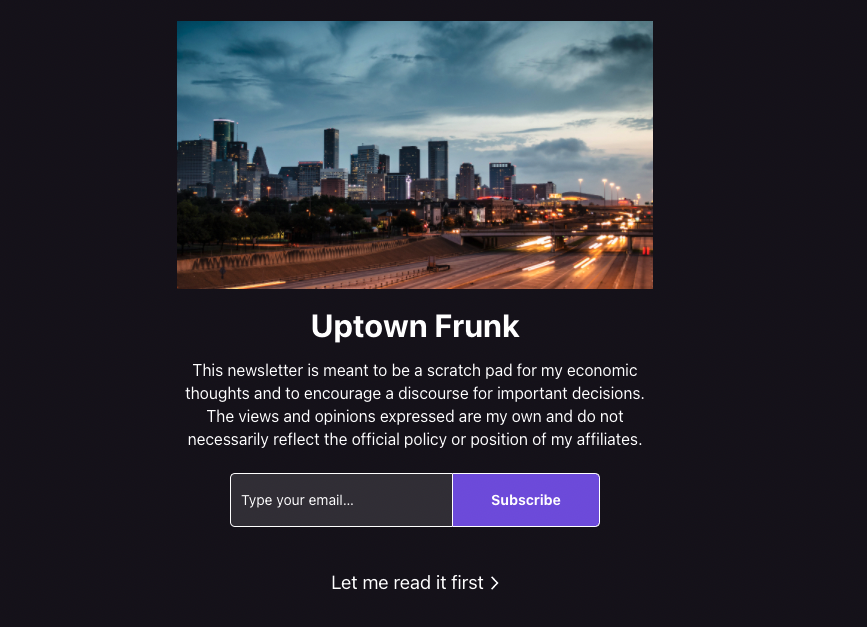 Uptown Frunk
This newsletter is meant to be a scratch pad for my economic
thoughts and to encourage a discourse for important decisions.
The views and opinions expressed are my own and do not
necessarily reflect the official policy or position of my affiliates.
Type your email...
Subscribe
Let me read it first >